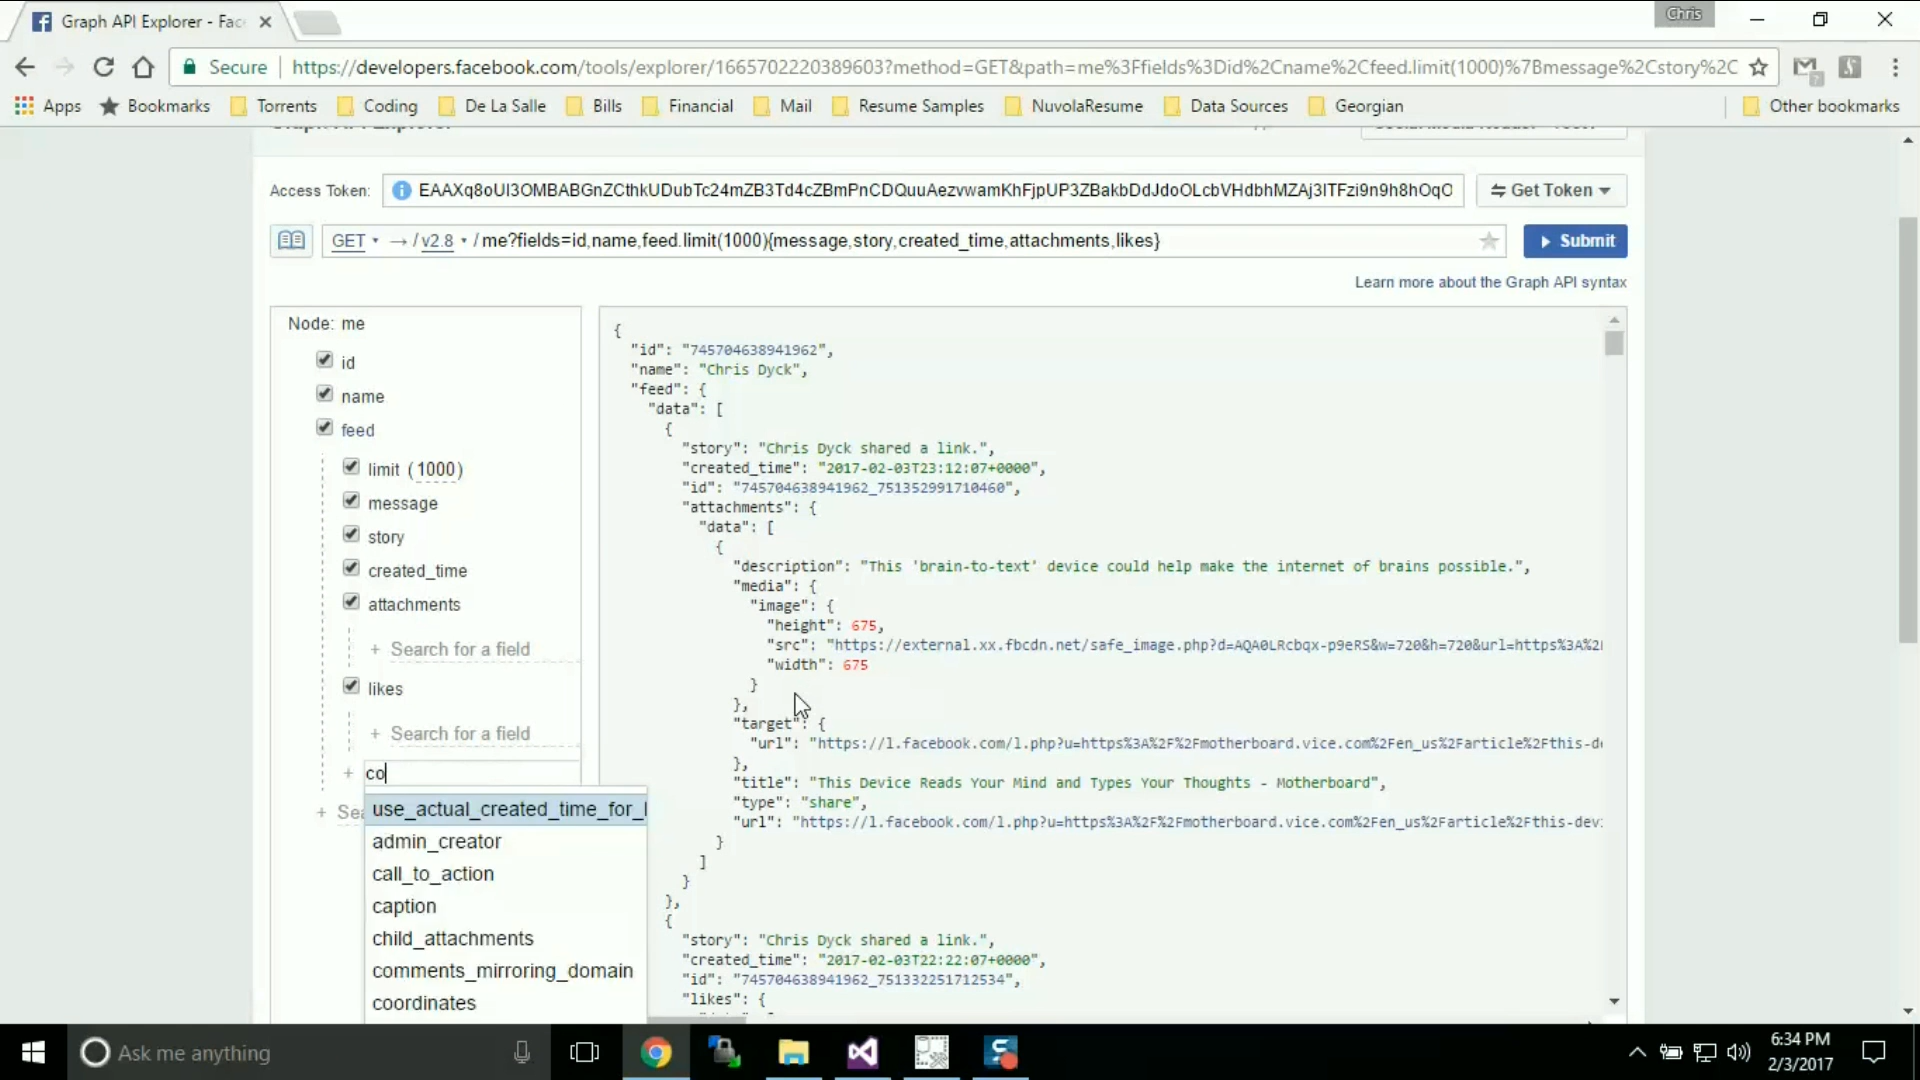 Graph API Explorer - Fac
Chris
Secure
https://developers.facebook.com/tools/explorer/1665702220389603?method=GET&path=me%3Ffields%3Did%2Cname%2Cfeed.limit(1000)%7Bmessage%2Cstory%2C
Apps
Bookmarks
Torrents
Coding
De La Salle
Bills
Financial
Mail
Resume Samples
NuvolaResume
Data Sources
Georgian
Other bookmarks
Graph API Explorer
Access Token:
EAAXq8oUI3OMBABGnZCthkUDubTc24mZB3Td4cZBmPnCDQuuAezvwamKhFjpUP3ZBakbDdJdoOLcbVHdbhMZAj3ITFzi9n9h8hOqO
Get Token
GET
→ / v2.8 / me?fields=id,name,feed.limit(1000){message,story,created_time,attachments,likes}
Submit
Learn more about the Graph API syntax
Node: me
id
name
feed
limit (1000)
message
story
created_time
attachments
+ Search for a field
likes
+ Search for a field
+ co
+ Sea
use_actual_created_time_for_
admin_creator
call_to_action
caption
child_attachments
comments_mirroring_domain
coordinates
{
"id": "745704638941962",
"name": "Chris Dyck",
"feed": {
"data": [
{
"story": "Chris Dyck shared a link.",
"created_time": "2017-02-03T23:12:07+0000",
"id": "745704638941962_751352991710460",
"attachments": {
"data": [
{
"description": "This 'brain-to-text' device could help make the internet of brains possible.",
"media": {
"image": {
"height": 675,
"src": "https://external.xx.fbcdn.net/safe_image.php?d=AQA0LRcbqx-p9eRS&w=720&h=720&url=https%3A%2
"width": 675
}
},
"target": {
"url": "https://l.facebook.com/l.php?u=https%3A%2F%2Fmotherboard.vice.com%2Fen_us%2Farticle%2Fthis-de
},
"title": "This Device Reads Your Mind and Types Your Thoughts - Motherboard",
"type": "share",
"url": "https://l.facebook.com/l.php?u=https%3A%2F%2Fmotherboard.vice.com%2Fen_us%2Farticle%2Fthis-devi
}
]
}
},
{
"story": "Chris Dyck shared a link.",
"created_time": "2017-02-03T22:22:07+0000",
"id": "745704638941962_751332251712534",
"likes": {
Ask me anything
6:34 PM
2/3/2017